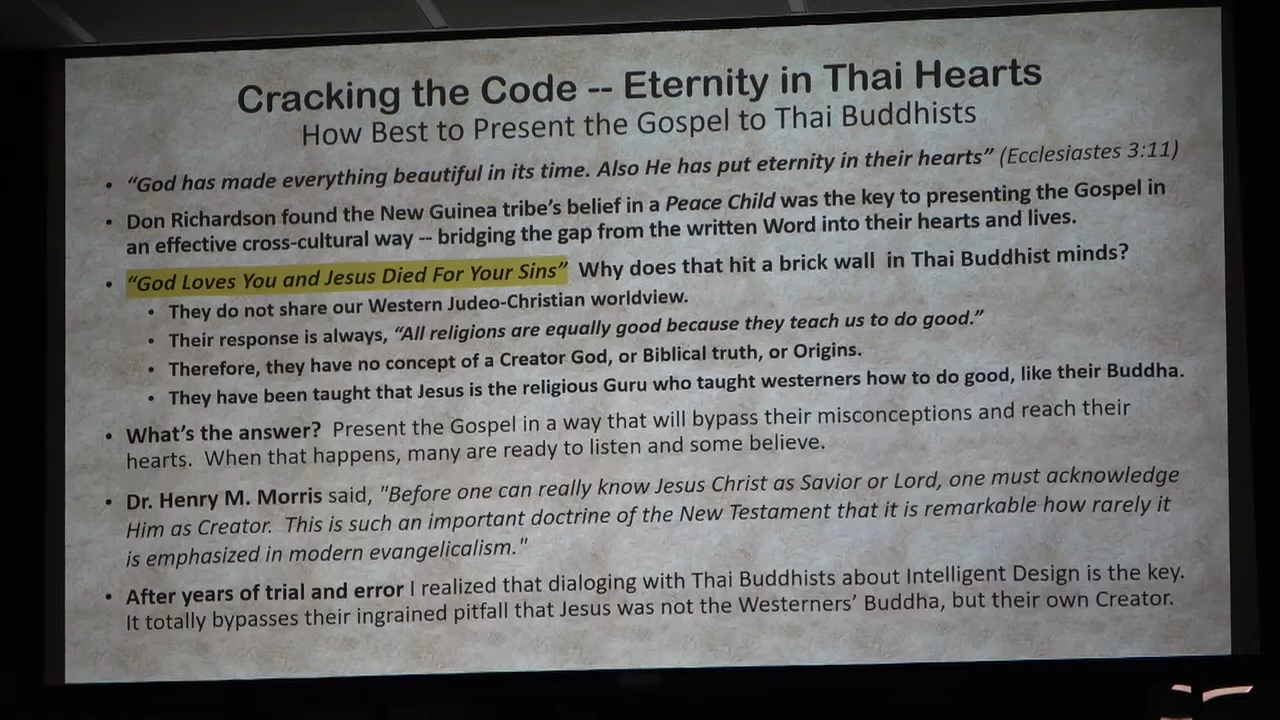 Cracking the Code -- Eternity in Thai Hearts
How Best to Present the Gospel to Thai Buddhists
• “God has made everything beautiful in its time. Also He has put eternity in their hearts” (Ecclesiastes 3:11)
• Don Richardson found the New Guinea tribe’s belief in a Peace Child was the key to presenting the Gospel in
an effective cross-cultural way -- bridging the gap from the written Word into their hearts and lives.
• “God Loves You and Jesus Died For Your Sins” Why does that hit a brick wall in Thai Buddhist minds?
• They do not share our Western Judeo-Christian worldview.
• Their response is always, “All religions are equally good because they teach us to do good.”
• Therefore, they have no concept of a Creator God, or Biblical truth, or Origins.
• They have been taught that Jesus is the religious Guru who taught westerners how to do good, like their Buddha.
• What’s the answer? Present the Gospel in a way that will bypass their misconceptions and reach their
hearts. When that happens, many are ready to listen and some believe.
• Dr. Henry M. Morris said, "Before one can really know Jesus Christ as Savior or Lord, one must acknowledge
Him as Creator. This is such an important doctrine of the New Testament that it is remarkable how rarely it
is emphasized in modern evangelicalism."
• After years of trial and error I realized that dialoging with Thai Buddhists about Intelligent Design is the key.
It totally bypasses their ingrained pitfall that Jesus was not the Westerners’ Buddha, but their own Creator.